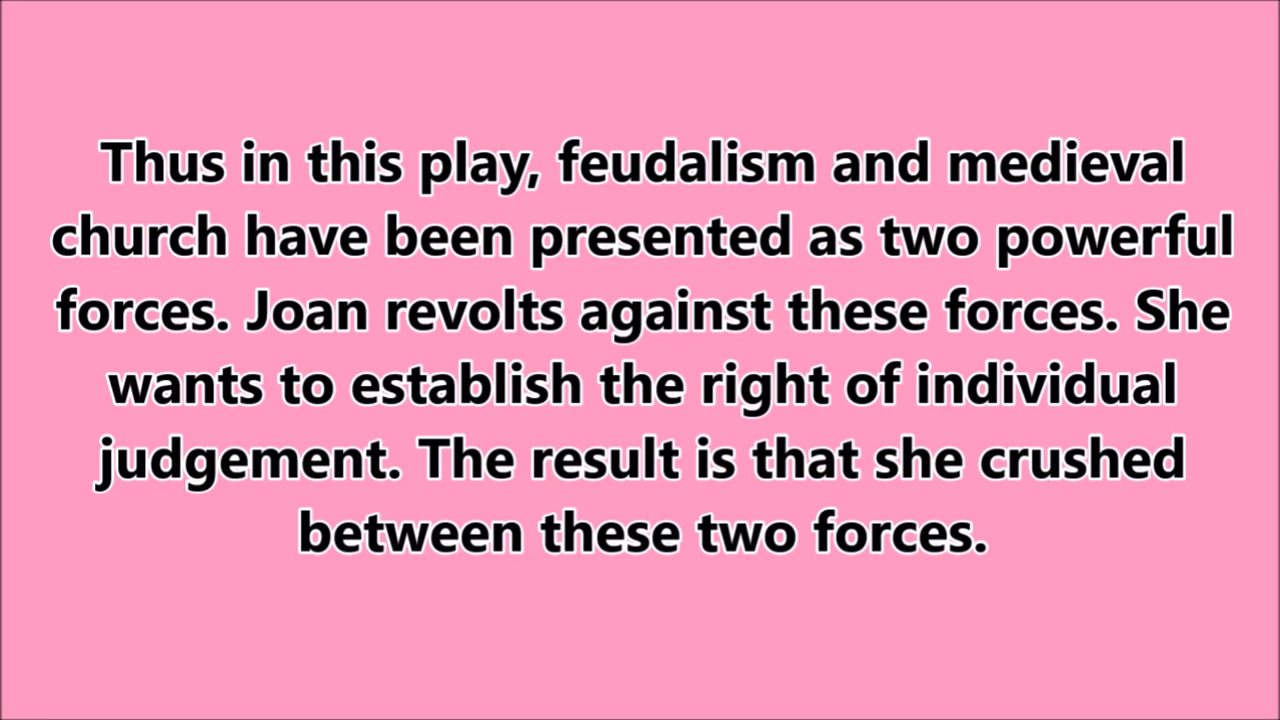 Thus in this play, feudalism and medieval
church have been presented as two powerful
forces. Joan revolts against these forces. She
wants to establish the right of individual
judgement. The result is that she crushed
between these two forces.